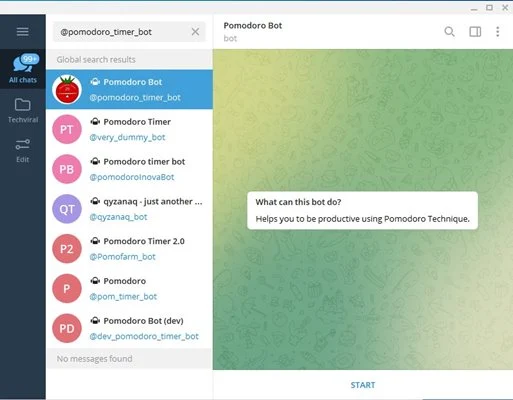 @pomodoro_timer_bot
Pomodoro Bot
bot
99+
All chats
Techviral
Edit
Global search results
Pomodoro Bot
@pomodoro_timer_bot
PT
Pomodoro Timer
@very_dummy_bot
PB
Pomodoro timer bot
@pomodoroInovaBot
QT
qyzanaq - just another ...
@qyzanaq_bot
P2
Pomodoro Timer 2.0
@Pomofarm_bot
P
Pomodoro
@pom_timer_bot
PD
Pomodoro Bot (dev)
@dev_pomodoro_timer_bot
No messages found
What can this bot do?
Helps you to be productive using Pomodoro Technique.
START